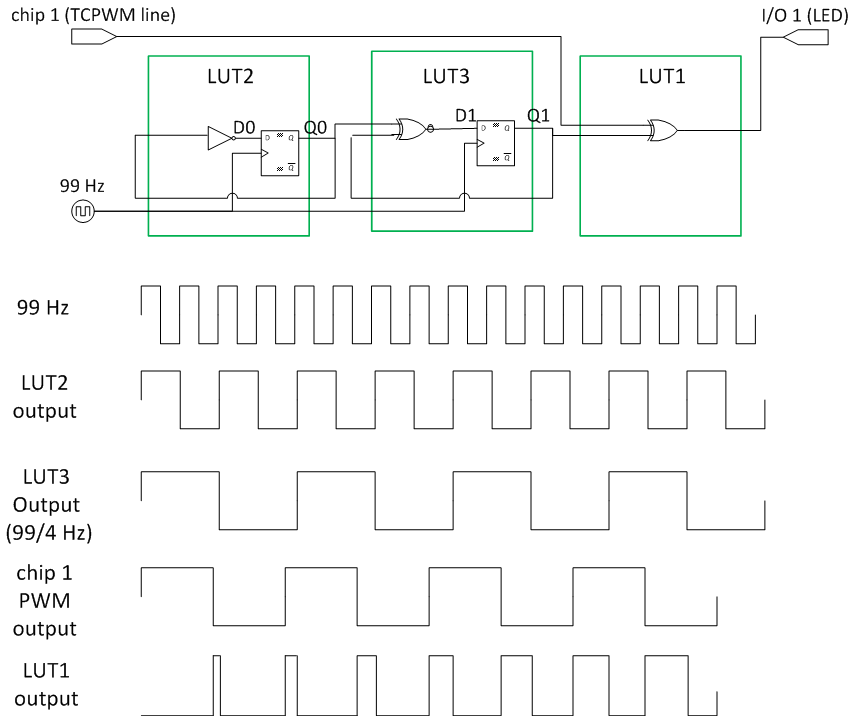 chip 1 (TCPWM line)
I/O 1 (LED)
LUT2
LUT3
LUT1
D0
Q0
D1
Q1
D
Q
Q
D
Q
Q
99 Hz
99 Hz
LUT2
output
LUT3
Output
(99/4 Hz)
chip 1
PWM
output
LUT1
output